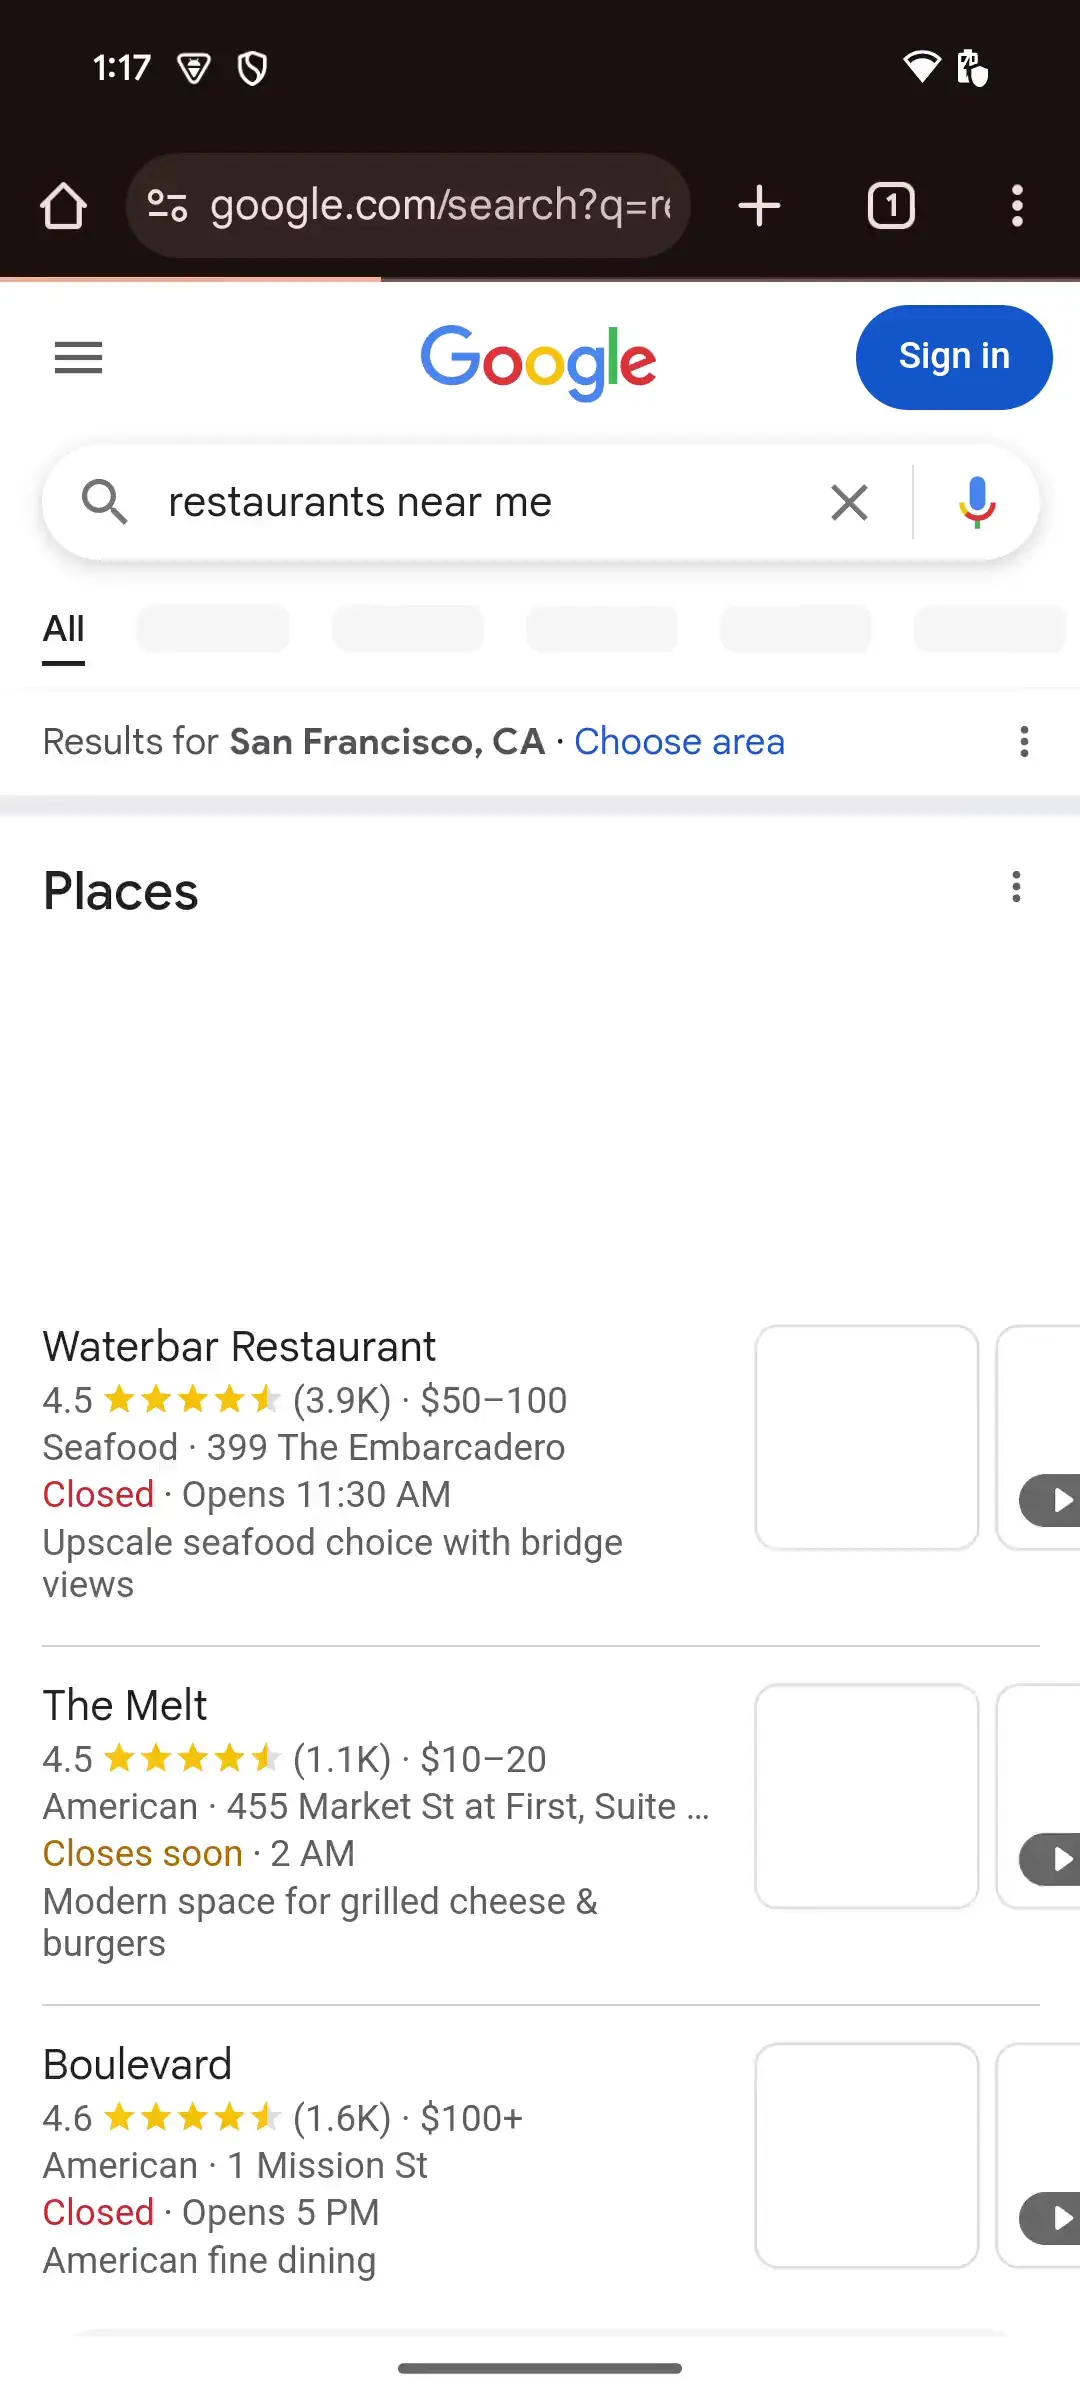 1:17
google.com/search?q=re
1
Google
Sign in
restaurants near me
All
Results for San Francisco, CA · Choose area
Places
Waterbar Restaurant
4.5 (3.9K) · $50–100
Seafood · 399 The Embarcadero
Closed · Opens 11:30 AM
Upscale seafood choice with bridge
views
The Melt
4.5 (1.1K) · $10–20
American · 455 Market St at First, Suite ...
Closes soon · 2 AM
Modern space for grilled cheese &
burgers
Boulevard
4.6 (1.6K) · $100+
American · 1 Mission St
Closed · Opens 5 PM
American fine dining